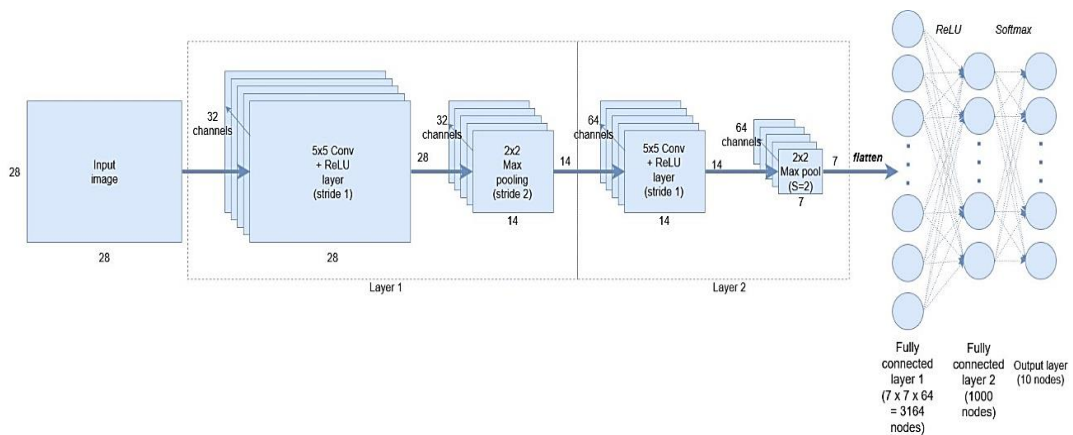 28
Input
image
28
32
channels
5x5 Conv
+ ReLU
layer
(stride 1)
28
28
32
channels
2x2
Max
pooling
(stride 2)
14
14
Layer 1
64
channels
5x5 Conv
+ ReLU
layer
(stride 1)
14
14
64
channels
2x2
Max pool
(S=2)
7
7
Layer 2
flatten
ReLU
Softmax
Fully
connected
layer 1
(7 x 7 x 64
= 3164
nodes)
Fully
connected
layer 2
(1000
nodes)
Output layer
(10 nodes)